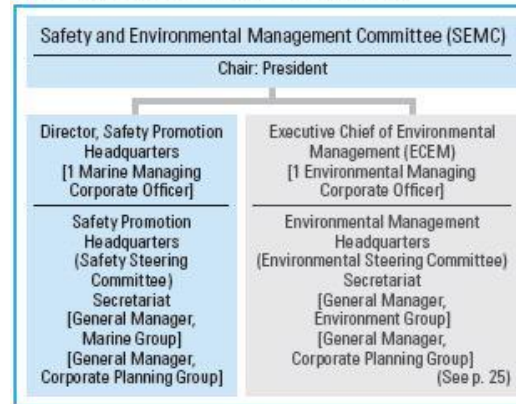 Safety and Environmental Management Committee (SEMC)
Chair: President
Director, Safety Promotion
Headquarters
[1 Marine Managing
Corporate Officer]
Safety Promotion
Headquarters
(Safety Steering
Committee)
Secretariat
[General Manager,
Marine Group]
[General Manager,
Corporate Planning Group]
Executive Chief of Environmental
Management (ECEM)
[1 Environmental Managing
Corporate Officer]
Environmental Management
Headquarters
(Environmental Steering Committee)
Secretariat
[General Manager,
Environment Group]
[General Manager,
Corporate Planning Group]
(See p. 25)